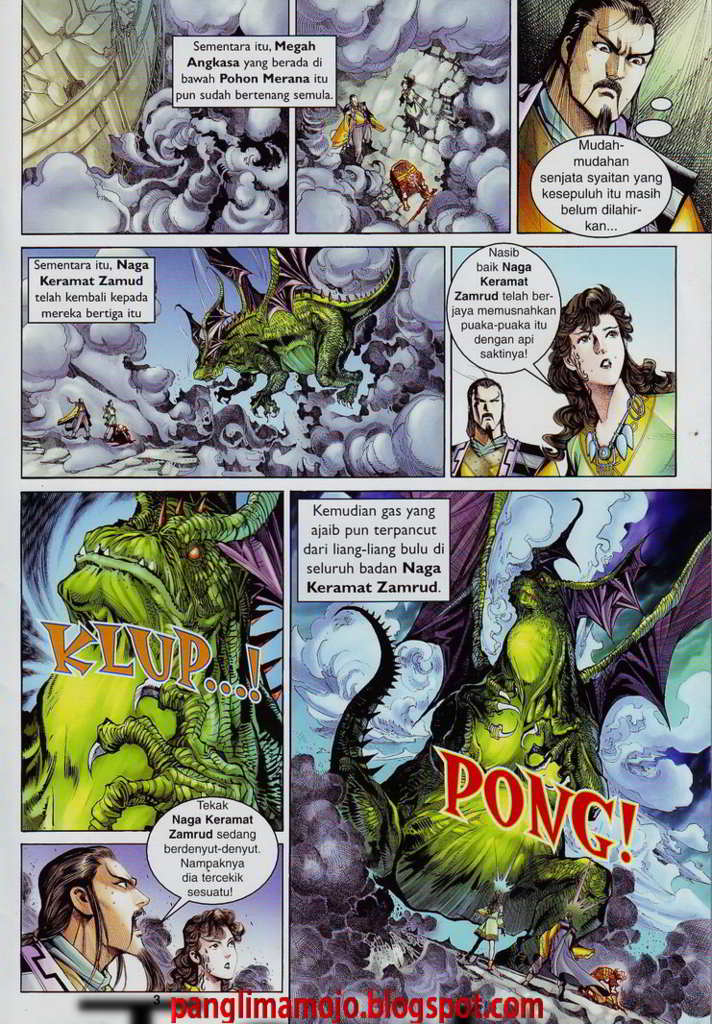 Sementara itu, Megah
Angkasa yang berada di
bawah Pohon Merana itu
pun sudah bertenang semula.
Mudah-
mudahan
senjata syaitan yang
kesepuluh itu masih
belum dilahir-
kan...
Sementara itu, Naga
Keramat Zamud
telah kembali kepada
mereka bertiga itu
Nasib
baik Naga
Keramat
Zamrud telah ber-
jaya memusnahkan
puaka-puaka itu
dengan api
saktinya!
KLUP...!
Kemudian gas yang
ajaib pun terpancut
dari liang-liang bulu di
seluruh badan Naga
Keramat Zamrud.
PONG!
Tekak
Naga Keramat
Zamrud sedang
berdenyut-denyut.
Nampaknya
dia tercekik
sesuatu!
3
panglimamojo.blogspot.com